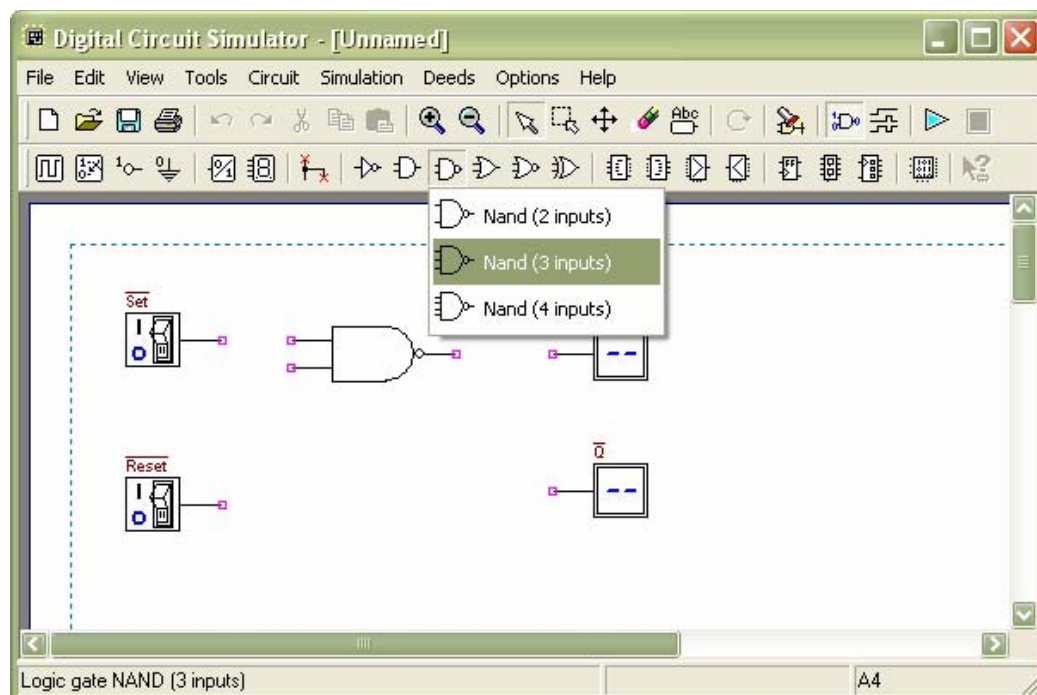 Digital Circuit Simulator - [Unnamed]
File Edit View Tools Circuit Simulation Deeds Options Help
Abc
Nand (2 inputs)
Nand (3 inputs)
Nand (4 inputs)
Set
Reset
Q
Logic gate NAND (3 inputs)
A4